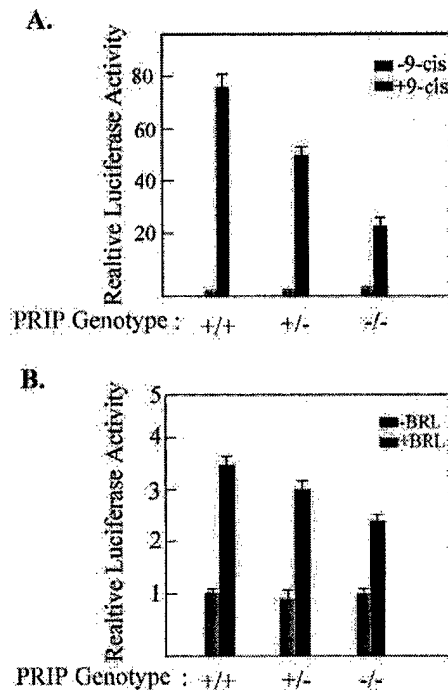 A.
Realtive Luciferase Activity
80
60
40
20
-9-cis
+9-cis
PRIP Genotype : +/+ +/- -/-
B.
Realtive Luciferase Activity
5
4
3
2
1
-BRL
+BRL
PRIP Genotype : +/+ +/- -/-